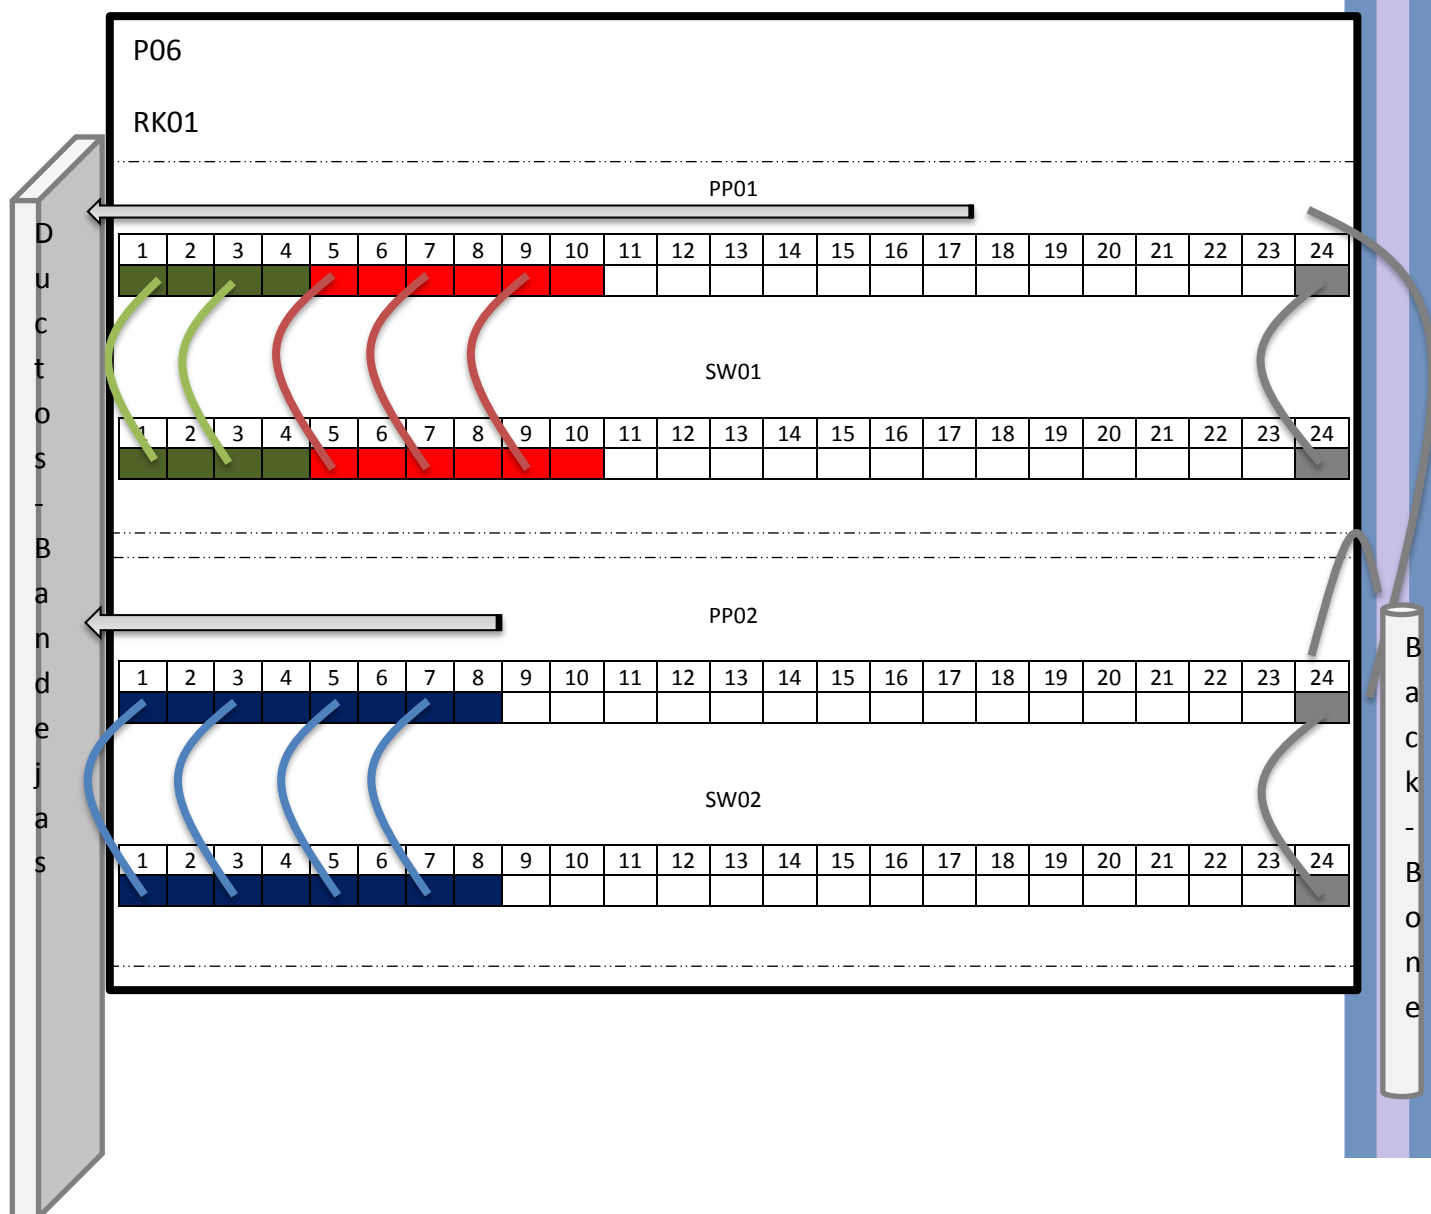 P06
RK01
PP01
1 2 3 4 5 6 7 8 9 10 11 12 13 14 15 16 17 18 19 20 21 22 23 24
SW01
1 2 3 4 5 6 7 8 9 10 11 12 13 14 15 16 17 18 19 20 21 22 23 24
PP02
1 2 3 4 5 6 7 8 9 10 11 12 13 14 15 16 17 18 19 20 21 22 23 24
SW02
1 2 3 4 5 6 7 8 9 10 11 12 13 14 15 16 17 18 19 20 21 22 23 24
Ductos-Bandejas
Back-Bone